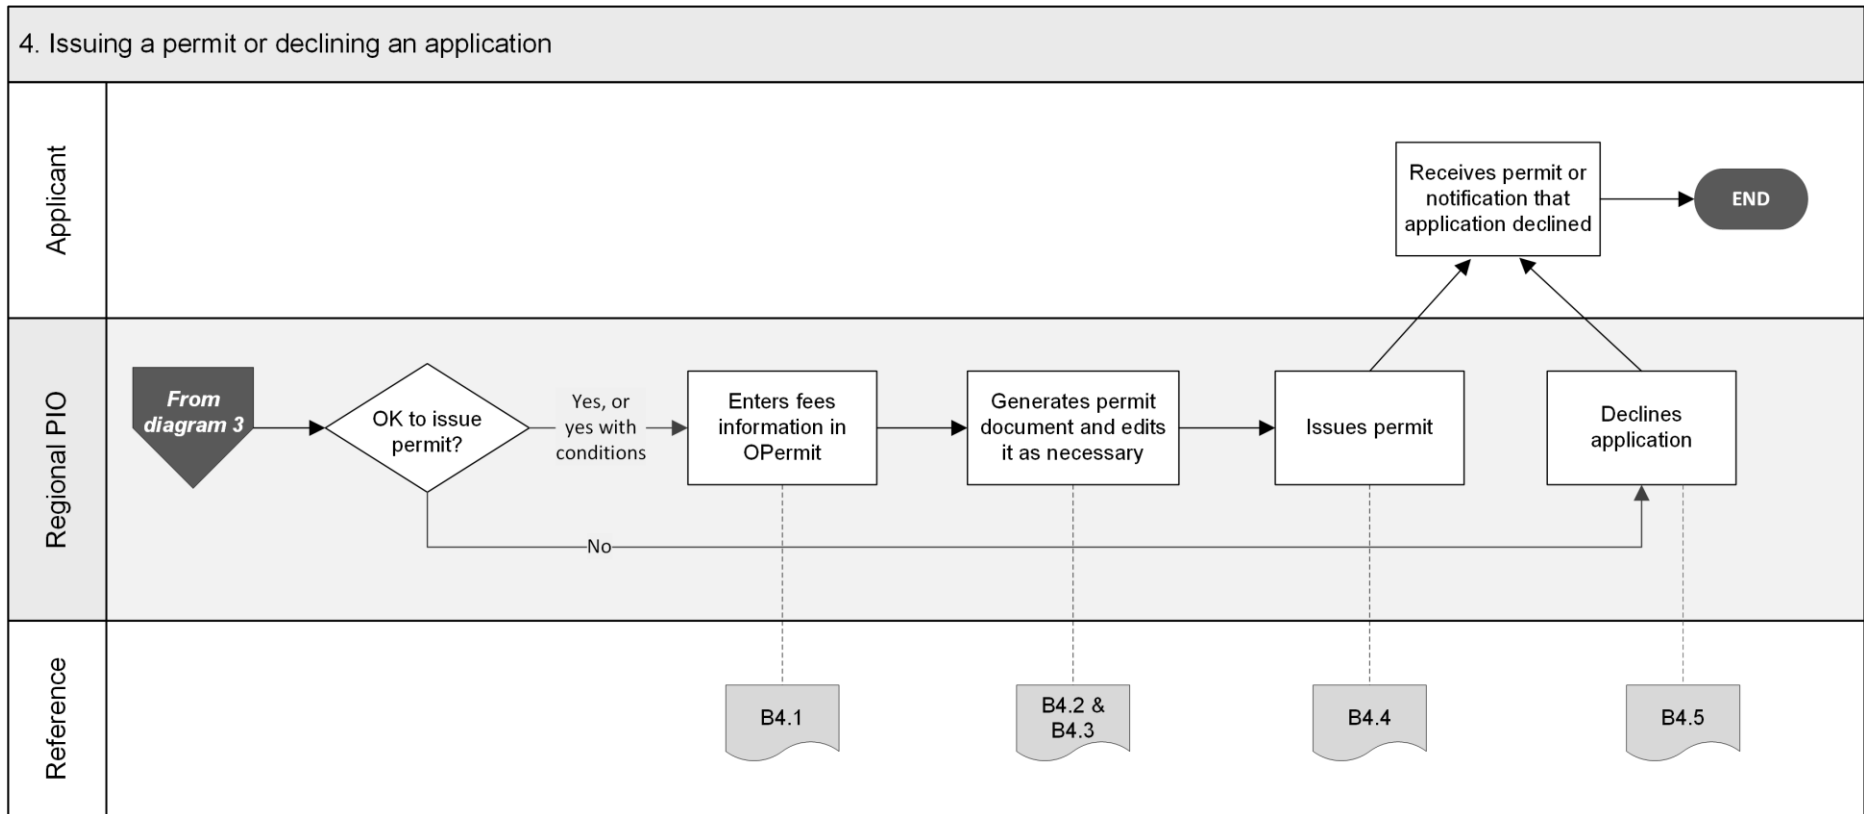 4. Issuing a permit or declining an application
Applicant
Receives permit or
notification that
application declined
END
Regional PIO
From
diagram 3
OK to issue
permit?
Yes, or
yes with
conditions
Enters fees
information in
OPermit
Generates permit
document and edits
it as necessary
Issues permit
Declines
application
No
Reference
B4.1
B4.2 &
B4.3
B4.4
B4.5